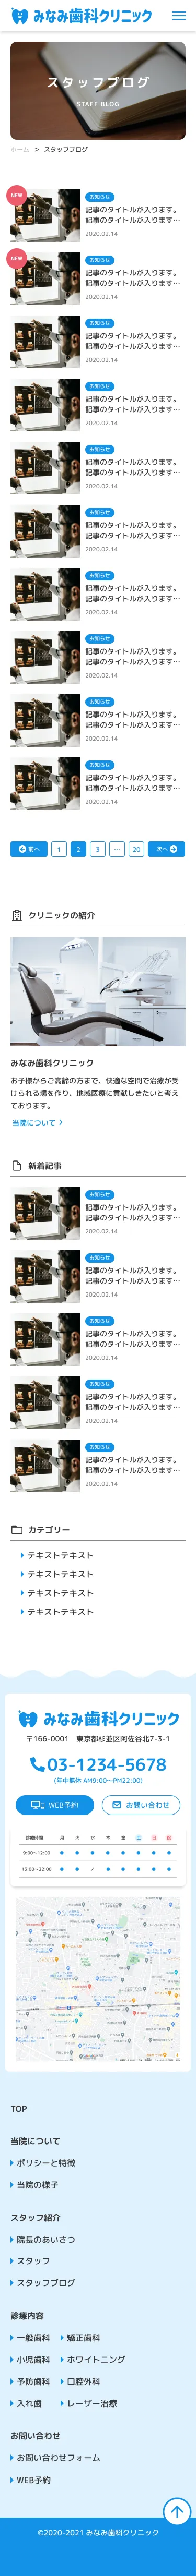 みなみ歯科クリニック
スタッフブログ
STAFF BLOG
ホーム > スタッフブログ
NEW
お知らせ
記事のタイトルが入ります。
記事のタイトルが入ります…
2020.02.14
NEW
お知らせ
記事のタイトルが入ります。
記事のタイトルが入ります…
2020.02.14
お知らせ
記事のタイトルが入ります。
記事のタイトルが入ります…
2020.02.14
お知らせ
記事のタイトルが入ります。
記事のタイトルが入ります…
2020.02.14
お知らせ
記事のタイトルが入ります。
記事のタイトルが入ります…
2020.02.14
お知らせ
記事のタイトルが入ります。
記事のタイトルが入ります…
2020.02.14
お知らせ
記事のタイトルが入ります。
記事のタイトルが入ります…
2020.02.14
お知らせ
記事のタイトルが入ります。
記事のタイトルが入ります…
2020.02.14
お知らせ
記事のタイトルが入ります。
記事のタイトルが入ります…
2020.02.14
お知らせ
記事のタイトルが入ります。
記事のタイトルが入ります…
2020.02.14
前へ 1 2 3 … 20 次へ
クリニックの紹介
みなみ歯科クリニック
お子様からご高齢の方まで、快適な空間で治療が受
けられる場を作り、地域医療に貢献しきたいと考え
ております。
当院について
新着記事
お知らせ
記事のタイトルが入ります。
記事のタイトルが入ります…
2020.02.14
お知らせ
記事のタイトルが入ります。
記事のタイトルが入ります…
2020.02.14
お知らせ
記事のタイトルが入ります。
記事のタイトルが入ります…
2020.02.14
お知らせ
記事のタイトルが入ります。
記事のタイトルが入ります…
2020.02.14
お知らせ
記事のタイトルが入ります。
記事のタイトルが入ります…
2020.02.14
カテゴリー
テキストテキスト
テキストテキスト
テキストテキスト
テキストテキスト
みなみ歯科クリニック
〒166-0001 東京都杉並区阿佐谷北7-3-1
03-1234-5678
(年中無休 AM9:00〜PM22:00)
WEB予約 お問い合わせ
診療時間 月 火 水 木 金 土 日 祝
9:00〜12:00 ● ● ● ● ● ● ● ●
15:00〜22:00 ● ● ／ ● ● ● ● ●
TOP
当院について
ポリシーと特徴
当院の様子
スタッフ紹介
院長のあいさつ
スタッフ
スタッフブログ
診療内容
一般歯科 矯正歯科
小児歯科 ホワイトニング
予防歯科 口腔外科
入れ歯 レーザー治療
お問い合わせ
お問い合わせフォーム
WEB予約
©2020-2021 みなみ歯科クリニック